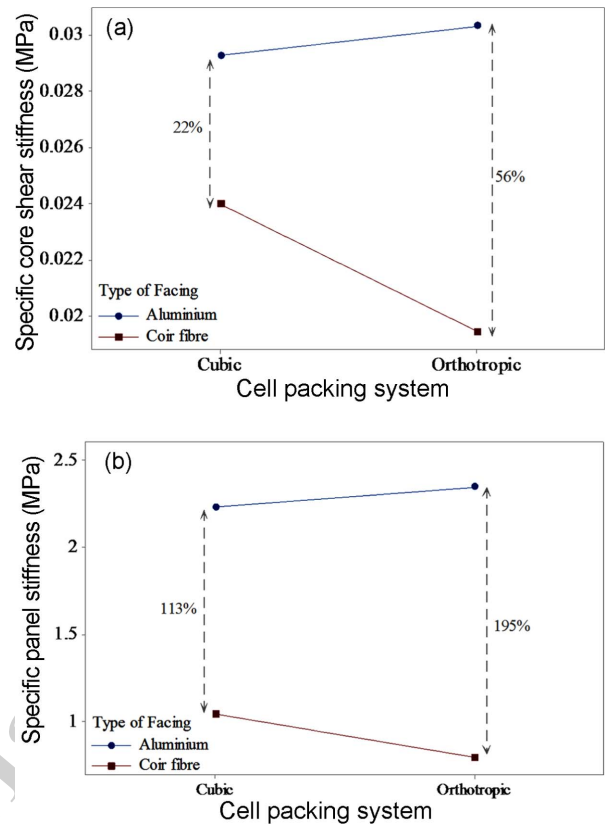 (a)
Specific core shear stiffness (MPa)
0.03
0.028
0.026
0.024
0.022
0.02
22%
56%
Type of Facing
Aluminium
Coir fibre
Cubic
Orthotropic
Cell packing system
(b)
Specific panel stiffness (MPa)
2.5
2
1.5
1
113%
195%
Type of Facing
Aluminium
Coir fibre
Cubic
Orthotropic
Cell packing system